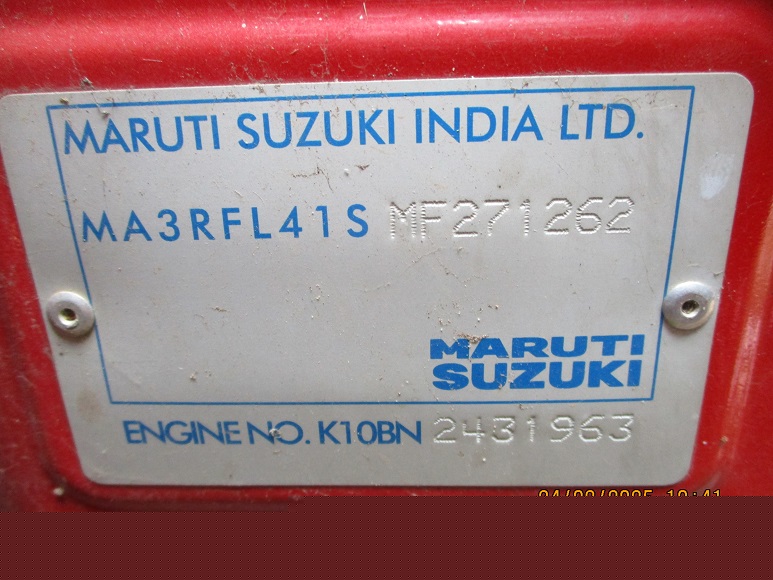 MARUTI SUZUKI INDIA LTD.
MA3RFL41S MF271262
MARUTI
SUZUKI
ENGINE NO. K10BN 2431963